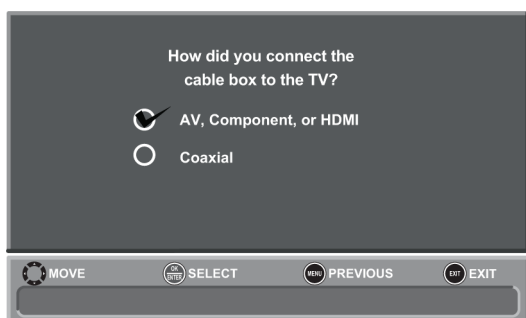 How did you connect the
cable box to the TV?
AV, Component, or HDMI
Coaxial
MOVE OK ENTER SELECT MENU PREVIOUS EXIT EXIT